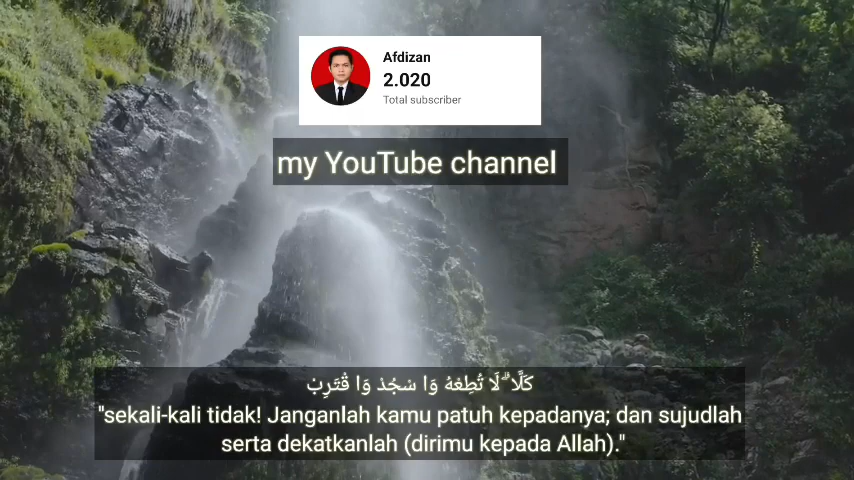 Afdizan
2.020
Total subscriber
my YouTube channel
كَلَّا ۗ لَا تُطِعْهُ وَا سْجُدْ وَا قْتَرِبْ
"sekali-kali tidak! Janganlah kamu patuh kepadanya; dan sujudlah
serta dekatkanlah (dirimu kepada Allah)."